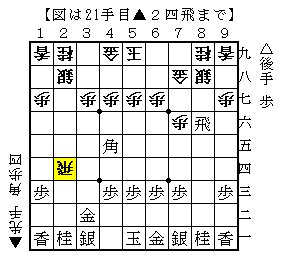 【図は21手目▲２四飛まで】
1 2 3 4 5 6 7 8 9
香 桂 金 玉 桂 香 九
銀 金 銀 八
歩 歩 歩 歩 歩 歩 七
歩 飛 六
角 五
飛 四
歩 歩 歩 歩 歩 歩 三
金 二
香 桂 銀 王 金 銀 桂 香 一
△後手 歩
▲先手 角歩四